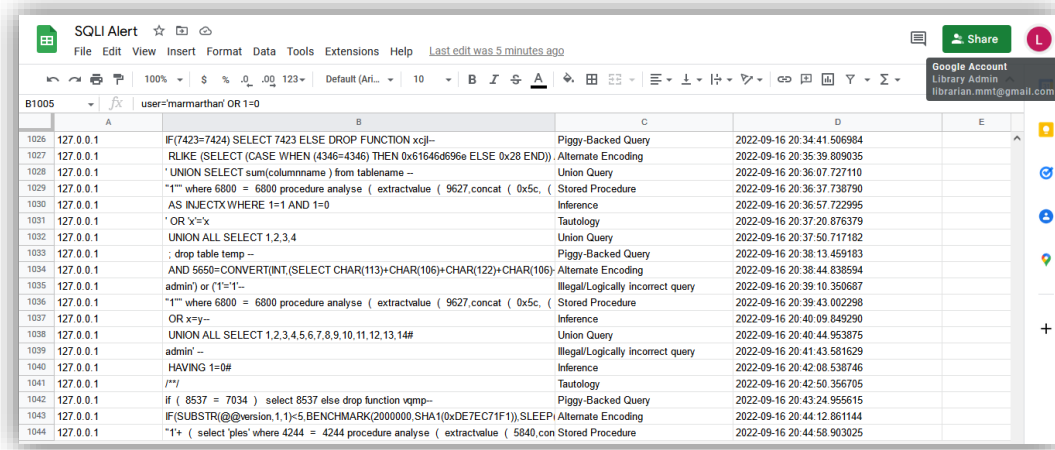 SQLI Alert
File Edit View Insert Format Data Tools Extensions Help Last edit was 5 minutes ago
Share
L
100% $ % .0 .00 123 Default (Ari... 10 B I S A
Google Account
Library Admin
librarian.mmt@gmail.com
B1005 fx user='marmarthan' OR 1=0
A B C D E
1026 127.0.0.1 IF(7423=7424) SELECT 7423 ELSE DROP FUNCTION xcjl-- Piggy-Backed Query 2022-09-16 20:34:41.506984
1027 127.0.0.1 RLIKE (SELECT (CASE WHEN (4346=4346) THEN 0x61646d696e ELSE 0x28 END)) Alternate Encoding 2022-09-16 20:35:39.809035
1028 127.0.0.1 ' UNION SELECT sum(columnname ) from tablename -- Union Query 2022-09-16 20:36:07.727110
1029 127.0.0.1 "1"" where 6800 = 6800 procedure analyse ( extractvalue ( 9627,concat ( 0x5c, ( Stored Procedure 2022-09-16 20:37:37.738790
1030 127.0.0.1 AS INJECTX WHERE 1=1 AND 1=0 Inference 2022-09-16 20:36:57.722995
1031 127.0.0.1 ' OR 'x'='x Tautology 2022-09-16 20:37:20.876379
1032 127.0.0.1 UNION ALL SELECT 1,2,3,4 Union Query 2022-09-16 20:37:50.717182
1033 127.0.0.1 ; drop table temp -- Piggy-Backed Query 2022-09-16 20:38:13.459183
1034 127.0.0.1 AND 5650=CONVERT(INT,(SELECT CHAR(113)+CHAR(106)+CHAR(122)+CHAR(106)- Alternate Encoding 2022-09-16 20:38:44.838594
1035 127.0.0.1 admin') or ('1'='1'-- Illegal/Logically incorrect query 2022-09-16 20:39:10.350687
1036 127.0.0.1 "1"" where 6800 = 6800 procedure analyse ( extractvalue ( 9627,concat ( 0x5c, ( Stored Procedure 2022-09-16 20:39:43.002298
1037 127.0.0.1 OR x=y-- Inference 2022-09-16 20:40:09.849290
1038 127.0.0.1 UNION ALL SELECT 1,2,3,4,5,6,7,8,9,10,11,12,13,14# Union Query 2022-09-16 20:40:44.953875
1039 127.0.0.1 admin' -- Illegal/Logically incorrect query 2022-09-16 20:41:43.581629
1040 127.0.0.1 HAVING 1=0# Inference 2022-09-16 20:42:08.538746
1041 127.0.0.1 /**/ Tautology 2022-09-16 20:42:50.356705
1042 127.0.0.1 if ( 8537 = 7034 ) select 8537 else drop function vqmp-- Piggy-Backed Query 2022-09-16 20:43:24.955615
1043 127.0.0.1 IF(SUBSTR(@@version,1,1)<5,BENCHMARK(2000000,SHA1(0xDE7EC71F1)),SLEEP( Alternate Encoding 2022-09-16 20:44:12.861144
1044 127.0.0.1 "1'+ ( select 'ples' where 4244 = 4244 procedure analyse ( extractvalue ( 5840,con Stored Procedure 2022-09-16 20:44:58.903025